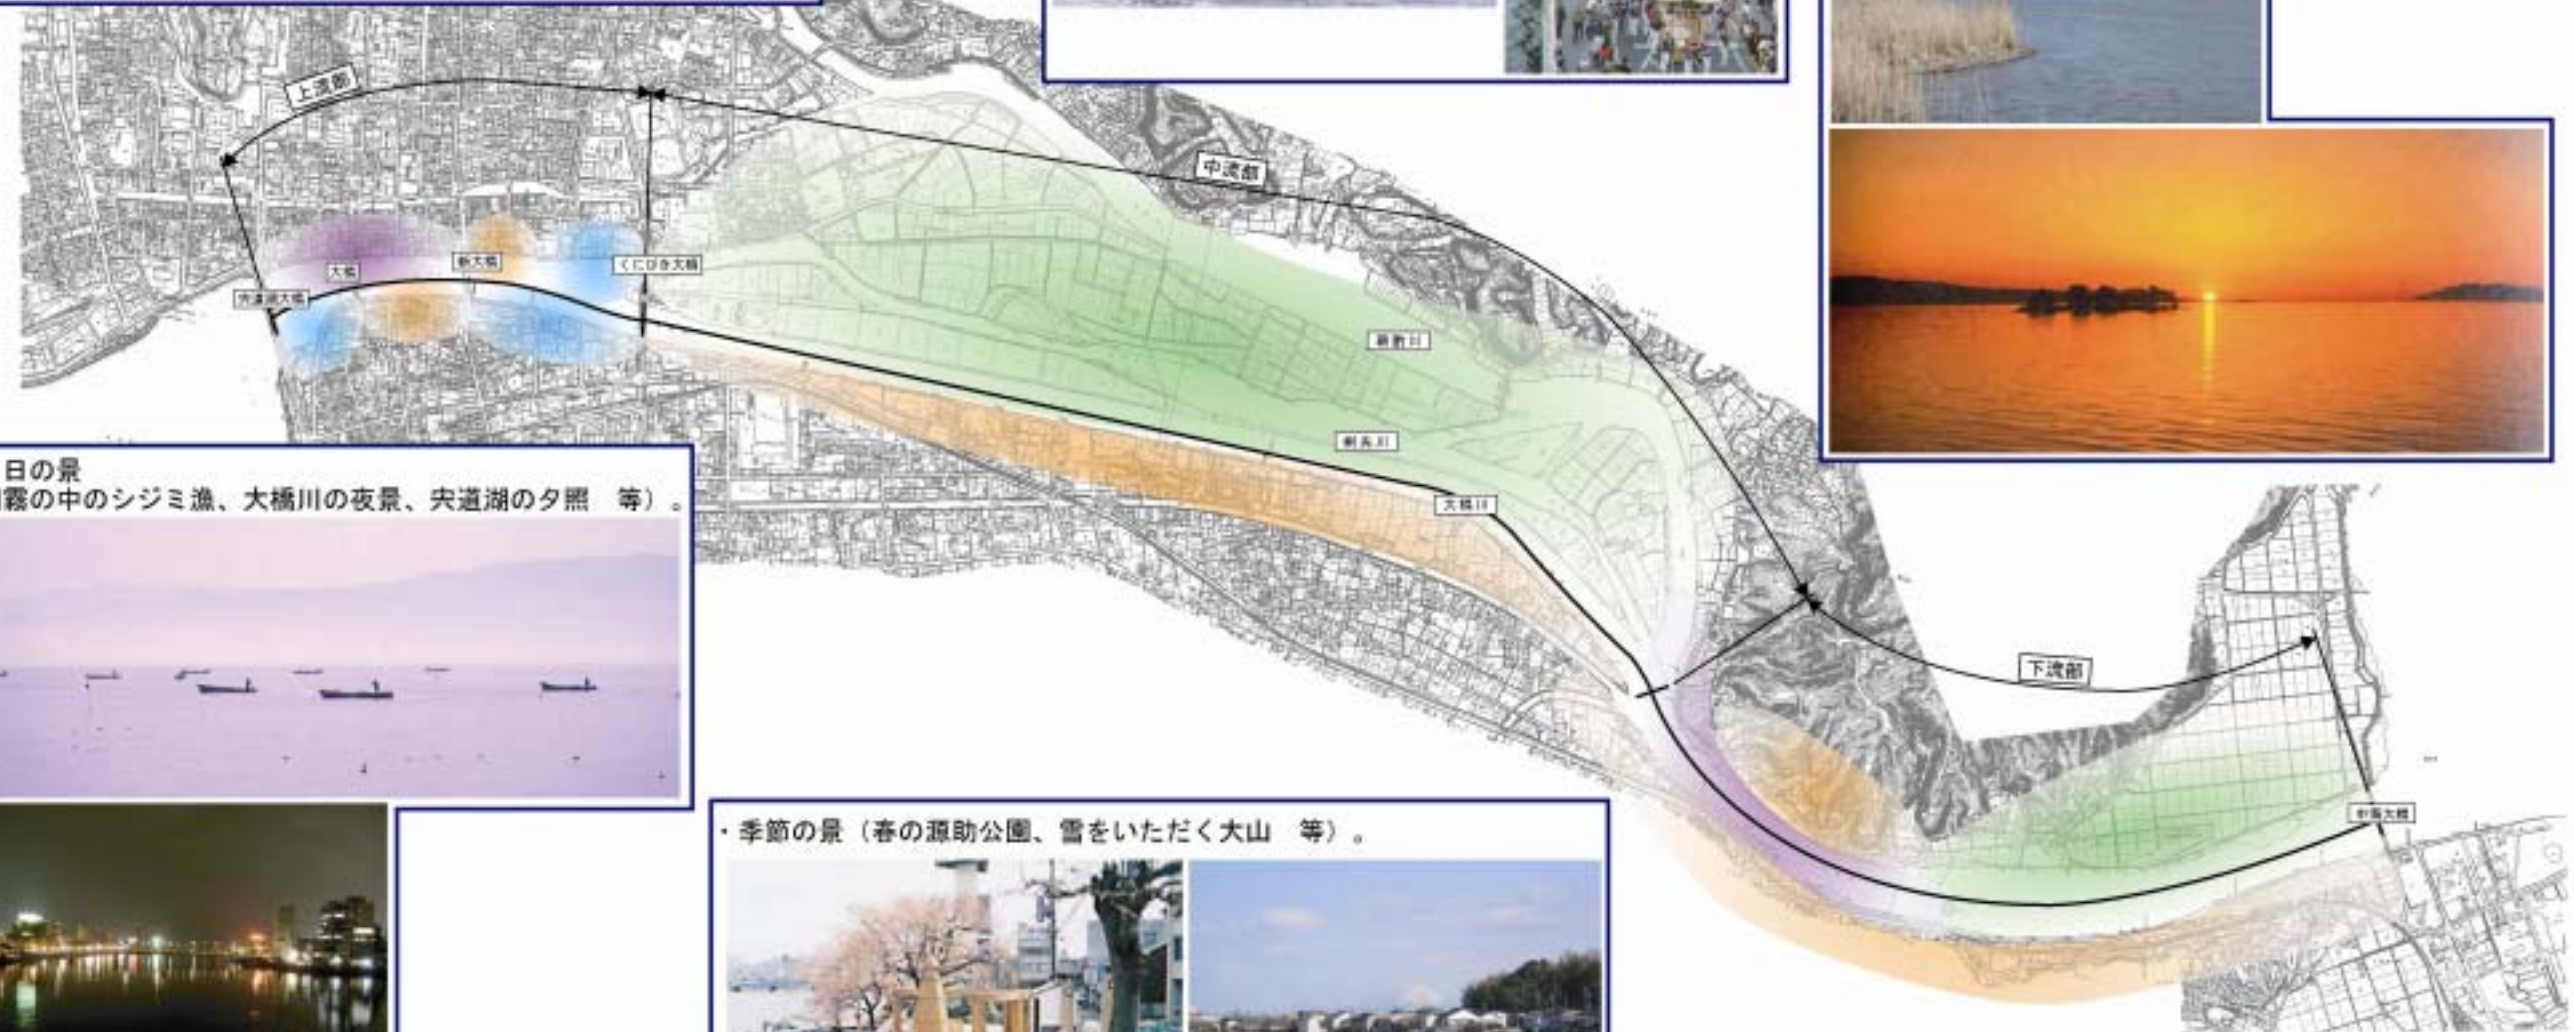 上流部
中流部
大橋
新大橋
くにびき大橋
宍道湖大橋
朝酌川
剣先川
大橋川
下流部
中海大橋
日の景
霧の中のシジミ漁、大橋川の夜景、宍道湖の夕照　等）。
・季節の景（春の源助公園、雪をいただく大山　等）。